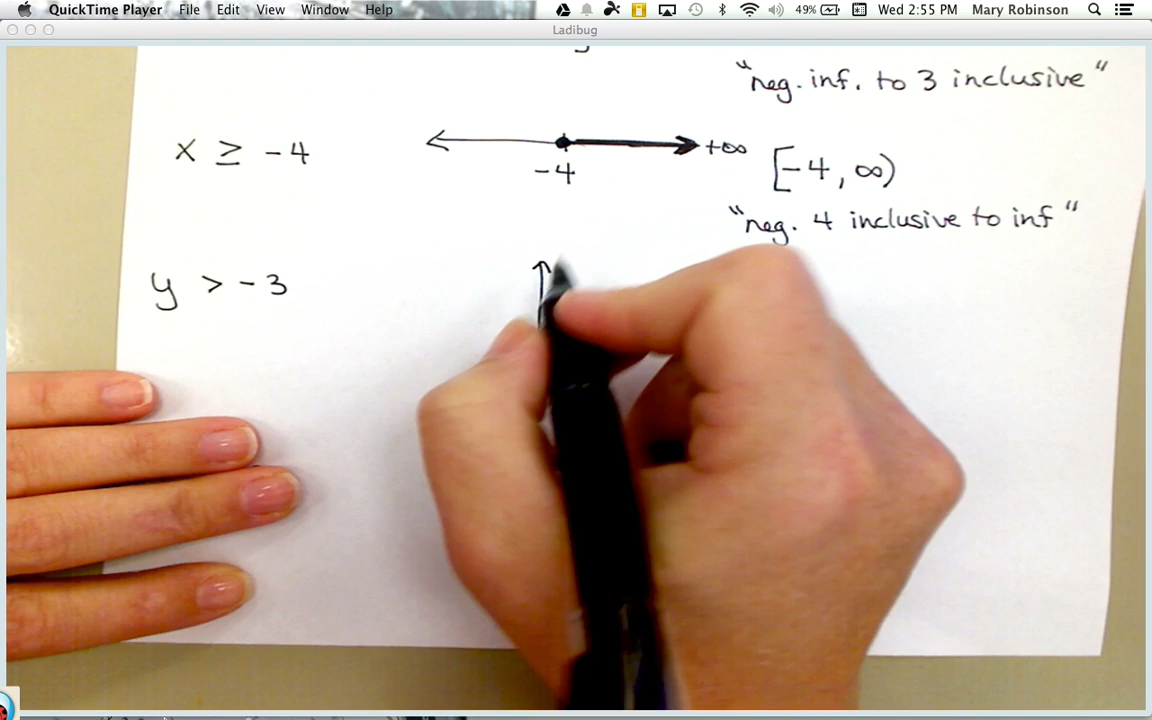 QuickTime Player File Edit View Window Help 49% Wed 2:55 PM Mary Robinson
Ladibug
"neg. inf. to 3 inclusive"
x ≥ -4
-4
+∞
[-4, ∞)
"neg. 4 inclusive to inf"
y > -3